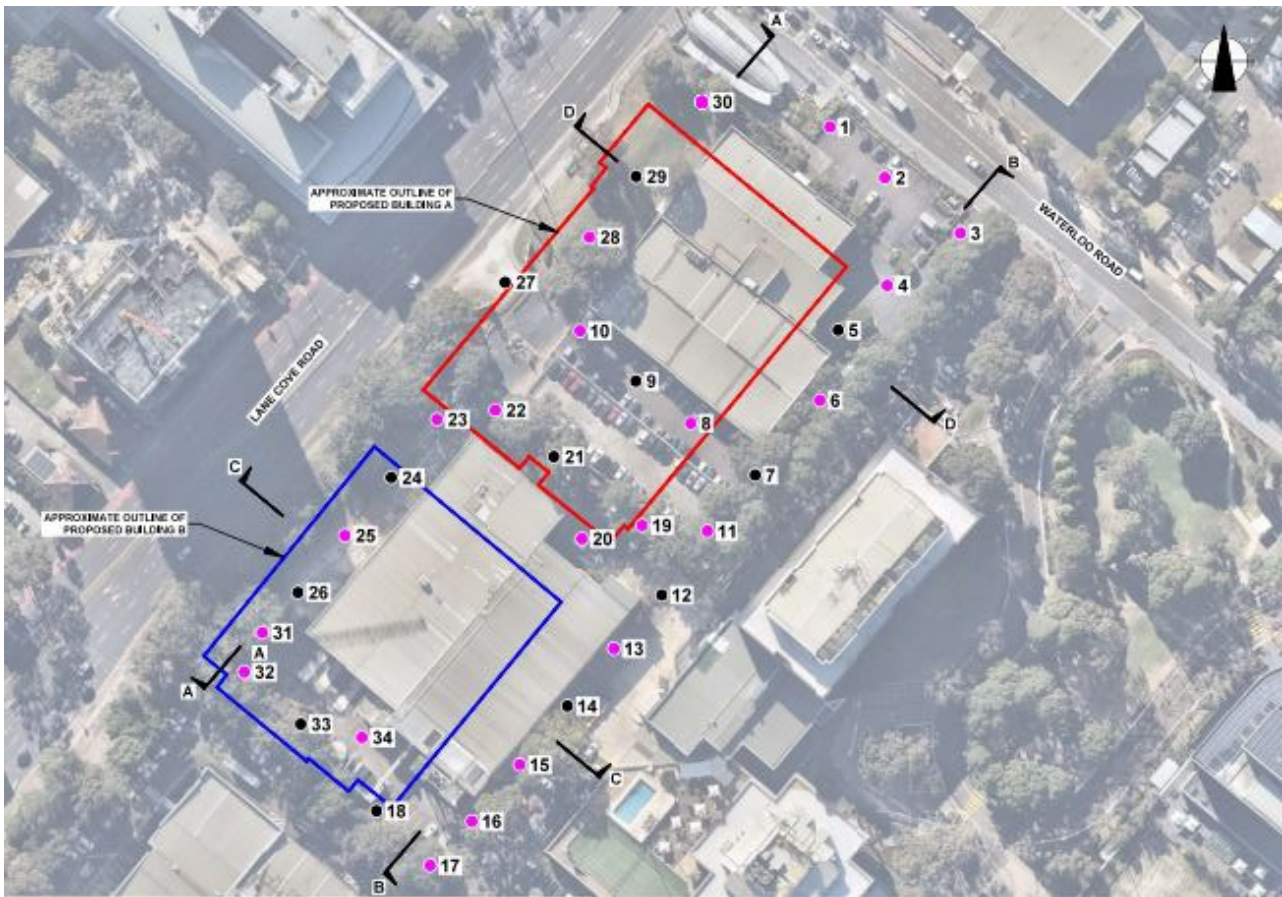 A
30
1
D
2
B
29
APPROXIMATE OUTLINE OF
PROPOSED BUILDING A
WATERLOO ROAD
3
28
27
4
10
5
LANE COVE ROAD
9
6
22
23
8
D
21
7
C
24
APPROXIMATE OUTLINE OF
PROPOSED BUILDING B
25
19
11
20
26
12
31
A
13
32
A
14
33
34
15
C
18
16
17
B